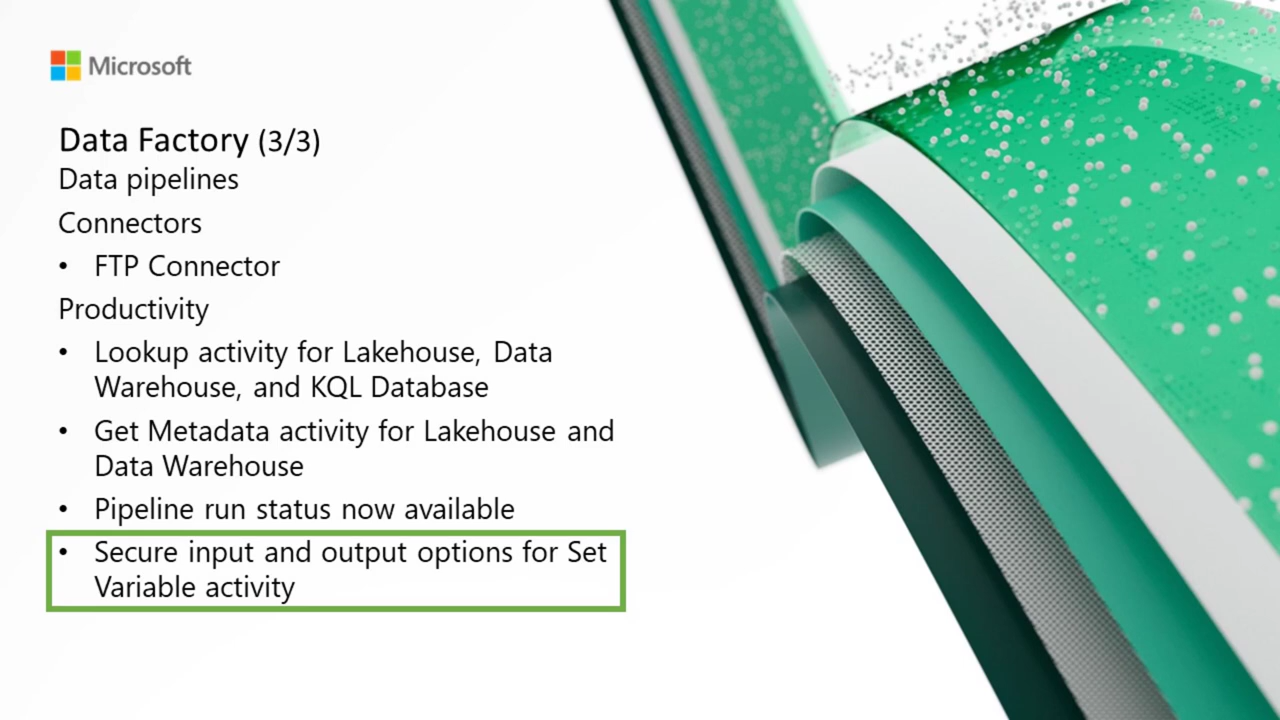 Microsoft
Data Factory (3/3)
Data pipelines
Connectors
• FTP Connector
Productivity
• Lookup activity for Lakehouse, Data
Warehouse, and KQL Database
• Get Metadata activity for Lakehouse and
Data Warehouse
• Pipeline run status now available
• Secure input and output options for Set
Variable activity